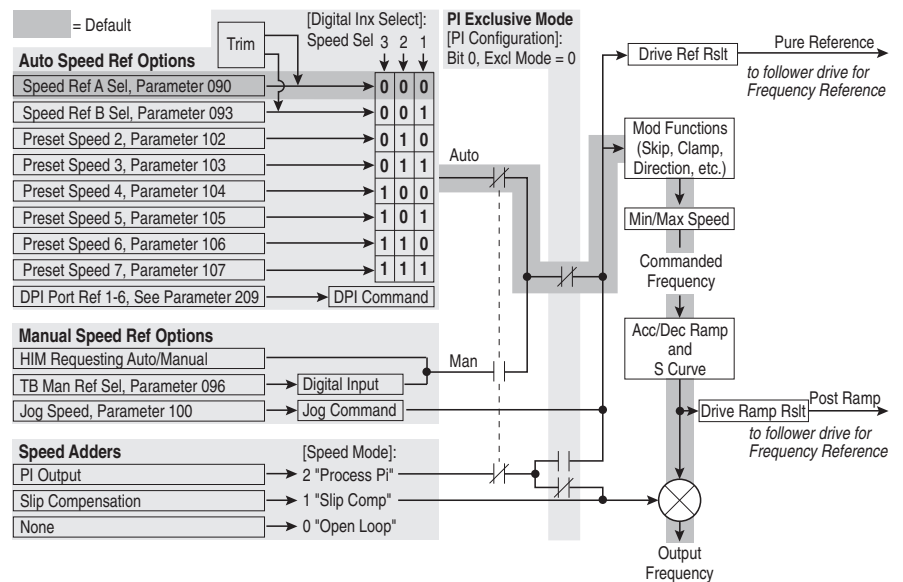 = Default
Trim
[Digital Inx Select]:
Speed Sel 3 2 1
PI Exclusive Mode
[PI Configuration]:
Bit 0, Excl Mode = 0
Auto Speed Ref Options
Speed Ref A Sel, Parameter 090 0 0 0
Speed Ref B Sel, Parameter 093 0 0 1
Preset Speed 2, Parameter 102 0 1 0
Preset Speed 3, Parameter 103 0 1 1
Preset Speed 4, Parameter 104 1 0 0
Preset Speed 5, Parameter 105 1 0 1
Preset Speed 6, Parameter 106 1 1 0
Preset Speed 7, Parameter 107 1 1 1
DPI Port Ref 1-6, See Parameter 209 DPI Command
Auto
Manual Speed Ref Options
HIM Requesting Auto/Manual
TB Man Ref Sel, Parameter 096 Digital Input
Jog Speed, Parameter 100 Jog Command
Man
Speed Adders
[Speed Mode]:
PI Output 2 "Process Pi"
Slip Compensation 1 "Slip Comp"
None 0 "Open Loop"
Drive Ref Rslt
Pure Reference
to follower drive for
Frequency Reference
Mod Functions
(Skip, Clamp,
Direction, etc.)
Min/Max Speed
Commanded
Frequency
Acc/Dec Ramp
and
S Curve
Drive Ramp Rslt
Post Ramp
to follower drive for
Frequency Reference
Output
Frequency